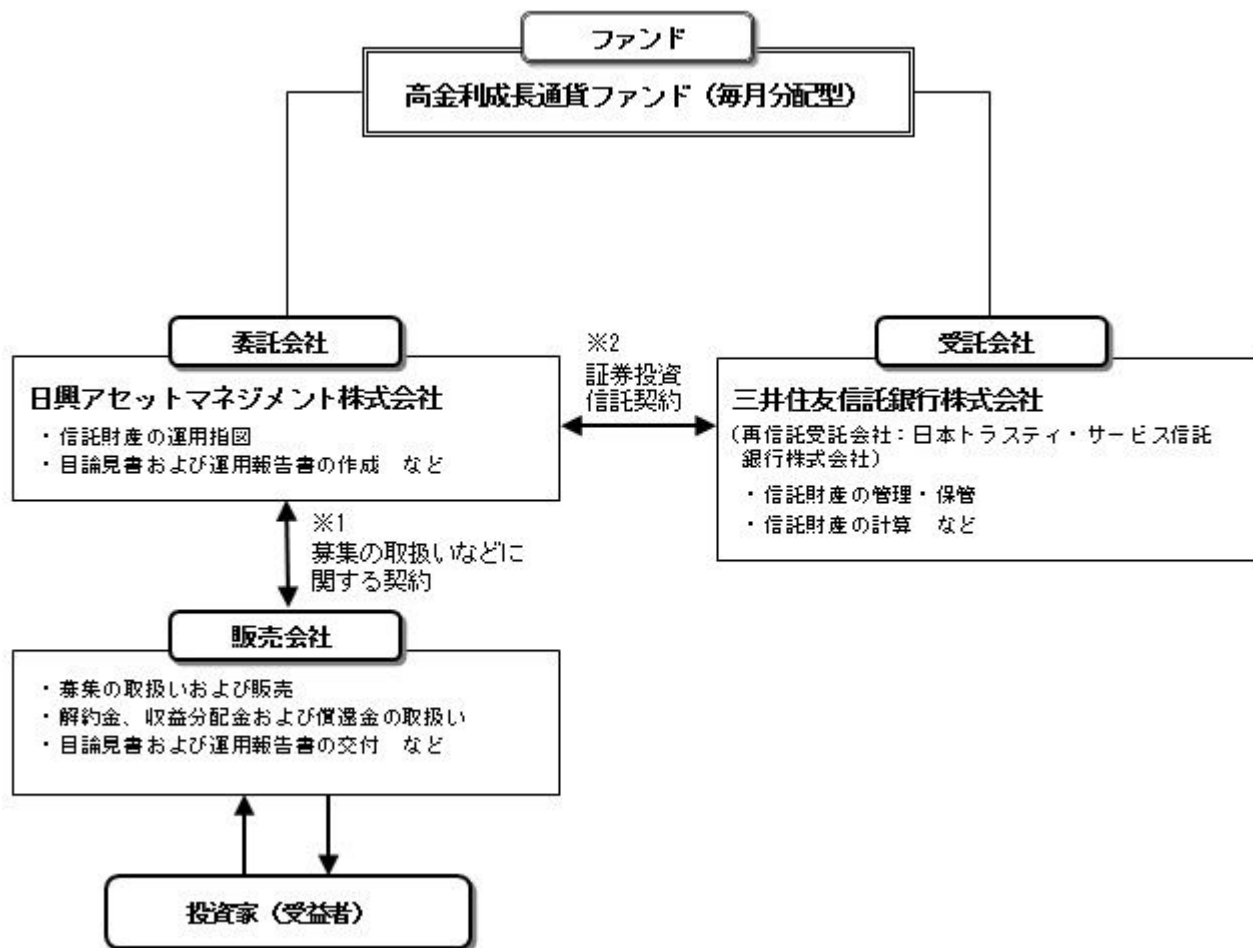 ファンド
高金利成長通貨ファンド（毎月分配型）
委託会社
日興アセットマネジメント株式会社
・信託財産の運用指図
・目論見書および運用報告書の作成　など
※2
証券投資
信託契約
受託会社
三井住友信託銀行株式会社
（再信託受託会社：日本トラスティ・サービス信託
銀行株式会社）
・信託財産の管理・保管
・信託財産の計算　など
※1
募集の取扱いなどに
関する契約
販売会社
・募集の取扱いおよび販売
・解約金、収益分配金および償還金の取扱い
・目論見書および運用報告書の交付　など
投資家（受益者）